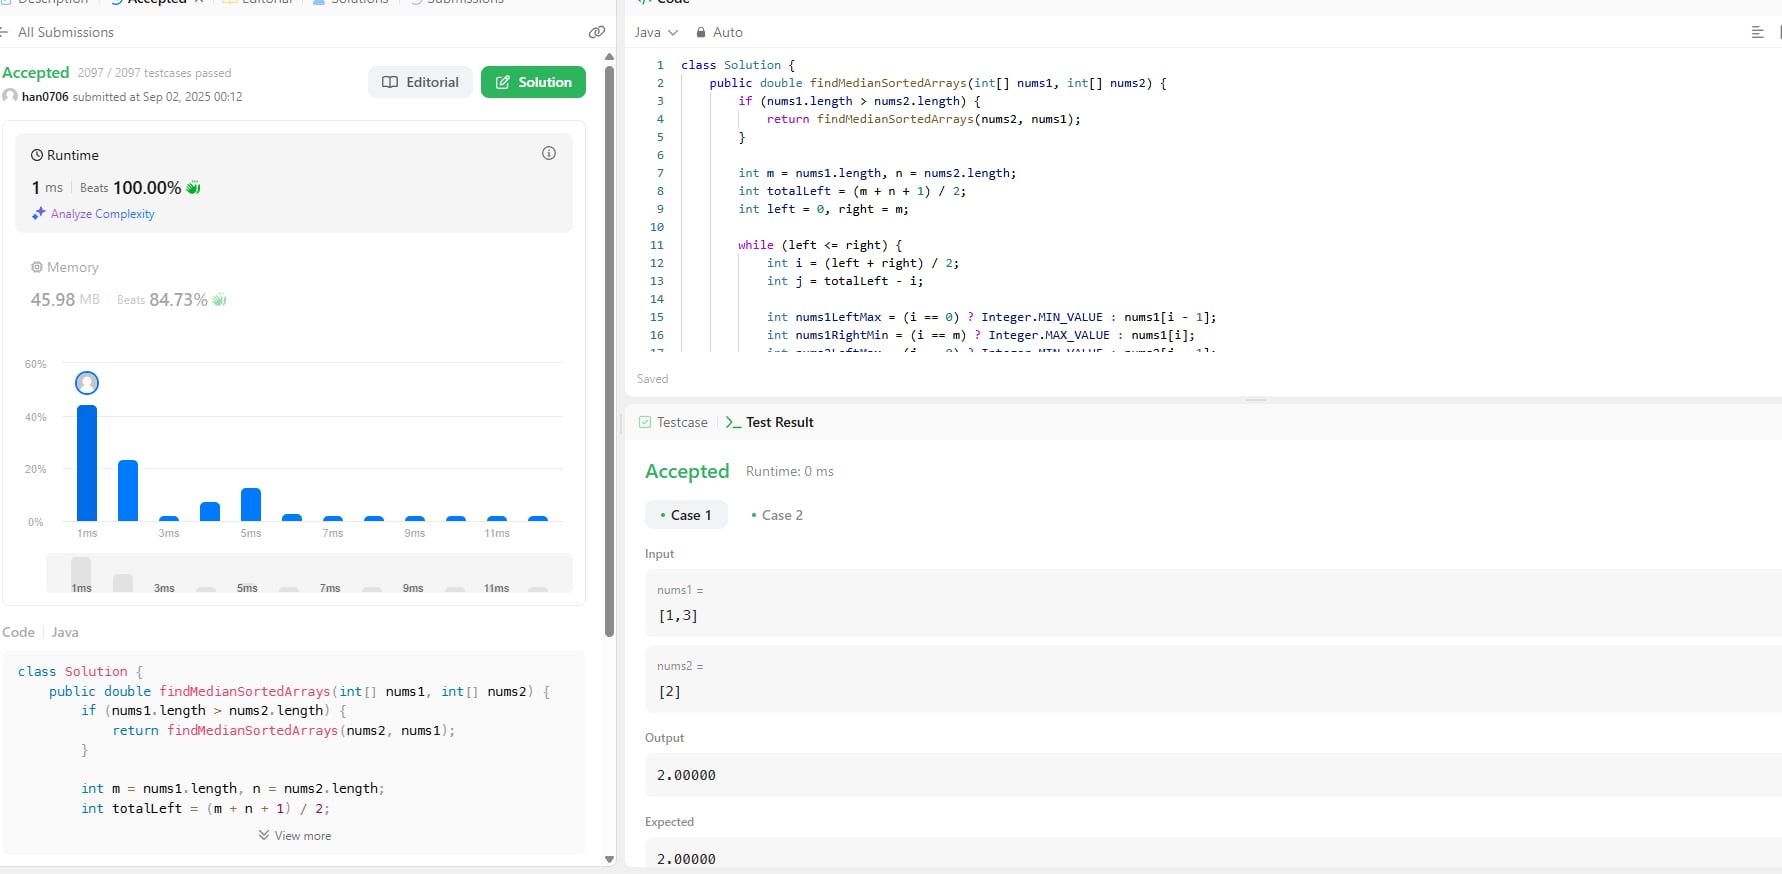 Description
Accepted
Editorial
Solutions
Submissions
All Submissions
Accepted 2097 / 2097 testcases passed
han0706 submitted at Sep 02, 2025 00:12
Editorial
Solution
Runtime
1 ms Beats 100.00%
Analyze Complexity
Memory
45.98 MB Beats 84.73%
60%
40%
20%
0%
1ms 3ms 5ms 7ms 9ms 11ms
1ms 3ms 5ms 7ms 9ms 11ms
Code Java
class Solution {
public double findMedianSortedArrays(int[] nums1, int[] nums2) {
if (nums1.length > nums2.length) {
return findMedianSortedArrays(nums2, nums1);
}
int m = nums1.length, n = nums2.length;
int totalLeft = (m + n + 1) / 2;
View more
Code
Java Auto
1 class Solution {
2 public double findMedianSortedArrays(int[] nums1, int[] nums2) {
3 if (nums1.length > nums2.length) {
4 return findMedianSortedArrays(nums2, nums1);
5 }
6
7 int m = nums1.length, n = nums2.length;
8 int totalLeft = (m + n + 1) / 2;
9 int left = 0, right = m;
10
11 while (left <= right) {
12 int i = (left + right) / 2;
13 int j = totalLeft - i;
14
15 int nums1LeftMax = (i == 0) ? Integer.MIN_VALUE : nums1[i - 1];
16 int nums1RightMin = (i == m) ? Integer.MAX_VALUE : nums1[i];
Saved
Testcase
Test Result
Accepted Runtime: 0 ms
Case 1
Case 2
Input
nums1 =
[1,3]
nums2 =
[2]
Output
2.00000
Expected
2.00000